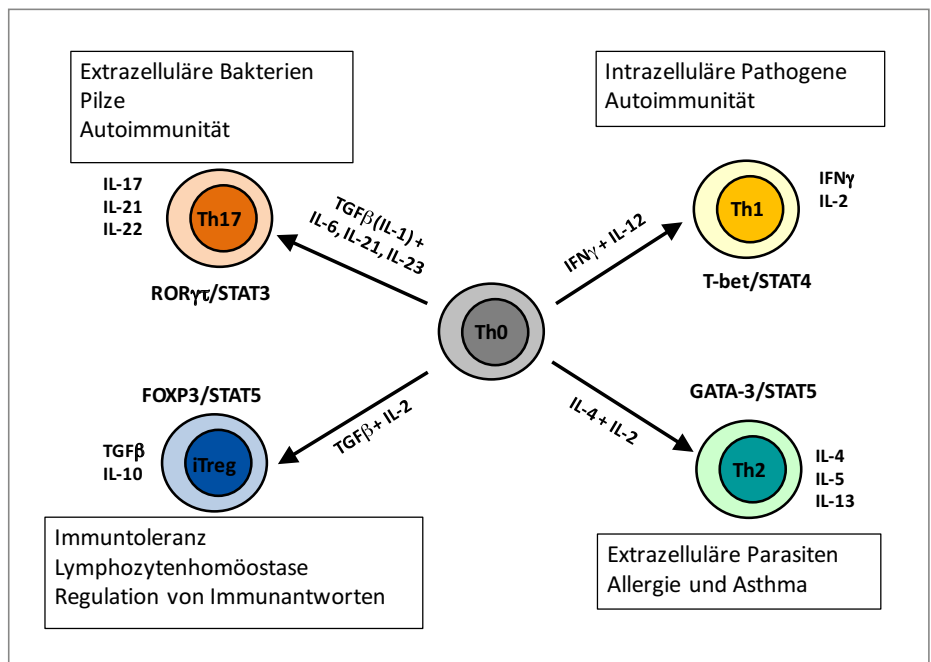 Extrazelluläre Bakterien
Pilze
Autoimmunität
Intrazelluläre Pathogene
Autoimmunität
IL-17
IL-21
IL-22
Th17
RORγτ/STAT3
TGFβ(IL-1) +
IL-6, IL-21, IL-23
IFNγ + IL-12
Th1
IFNγ
IL-2
T-bet/STAT4
Th0
FOXP3/STAT5
TGFβ
IL-10
iTreg
TGFβ+ IL-2
IL-4 + IL-2
GATA-3/STAT5
Th2
IL-4
IL-5
IL-13
Immuntoleranz
Lymphozytenhomöostase
Regulation von Immunantworten
Extrazelluläre Parasiten
Allergie und Asthma